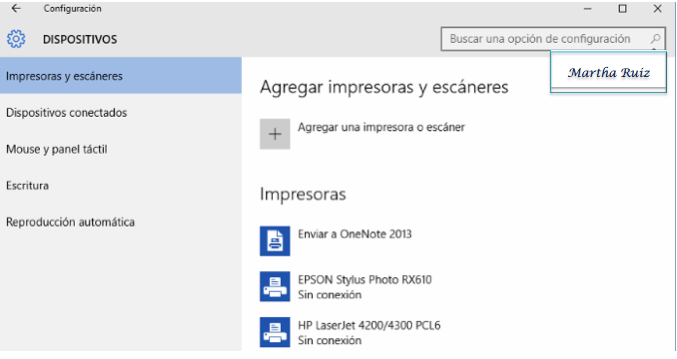 Configuración
DISPOSITIVOS
Buscar una opción de configuración
Martha Ruiz
Impresoras y escáneres
Dispositivos conectados
Mouse y panel táctil
Escritura
Reproducción automática
Agregar impresoras y escáneres
Agregar una impresora o escáner
Impresoras
Enviar a OneNote 2013
EPSON Stylus Photo RX610
Sin conexión
HP LaserJet 4200/4300 PCL6
Sin conexión